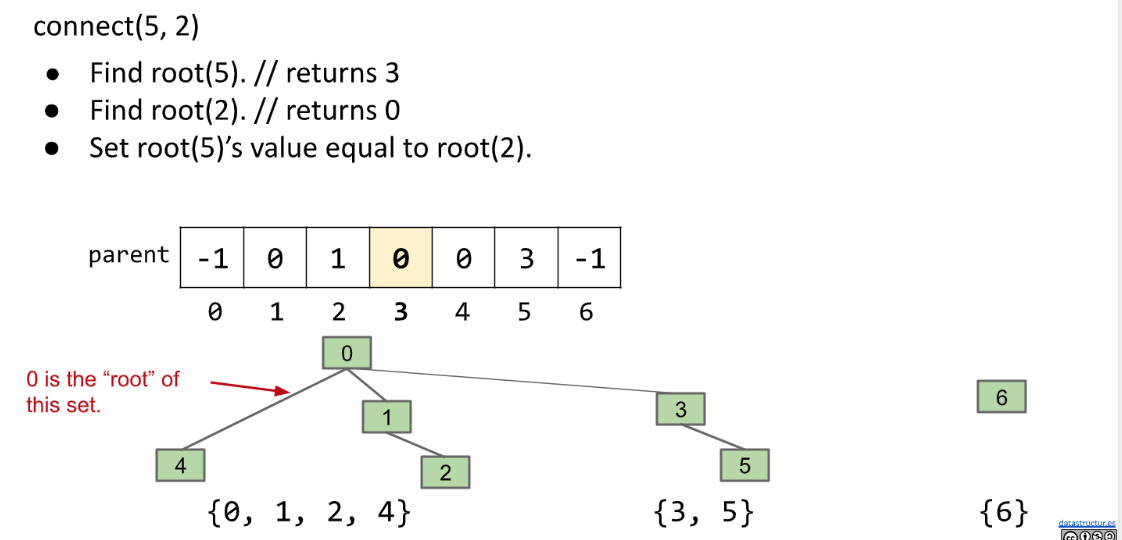 connect(5, 2)
● Find root(5). // returns 3
● Find root(2). // returns 0
● Set root(5)’s value equal to root(2).
parent -1 0 1 0 0 3 -1
0 1 2 3 4 5 6
0
0 is the “root” of
this set.
1
3
6
4
2
5
{0, 1, 2, 4} {3, 5} {6}
datastructur.es